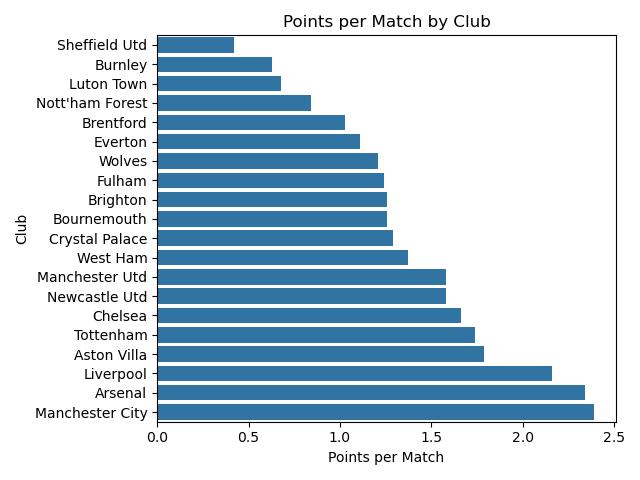 Points per Match by Club
Club
Sheffield Utd
Burnley
Luton Town
Nott'ham Forest
Brentford
Everton
Wolves
Fulham
Brighton
Bournemouth
Crystal Palace
West Ham
Manchester Utd
Newcastle Utd
Chelsea
Tottenham
Aston Villa
Liverpool
Arsenal
Manchester City
0.0 0.5 1.0 1.5 2.0 2.5
Points per Match